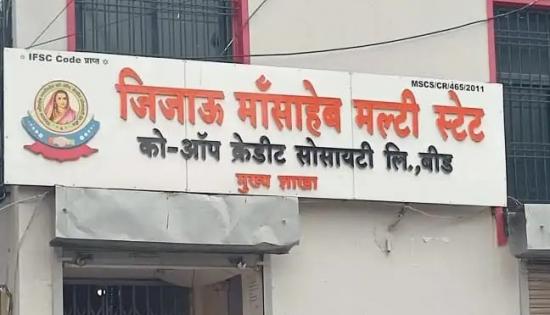 IFSC Code प्राप्त
MSCS/CR/465/2011
जिजाऊ माँसाहेब मल्टी स्टेट
को-ऑप क्रेडीट सोसायटी लि.,बीड
मुख्य शाखा